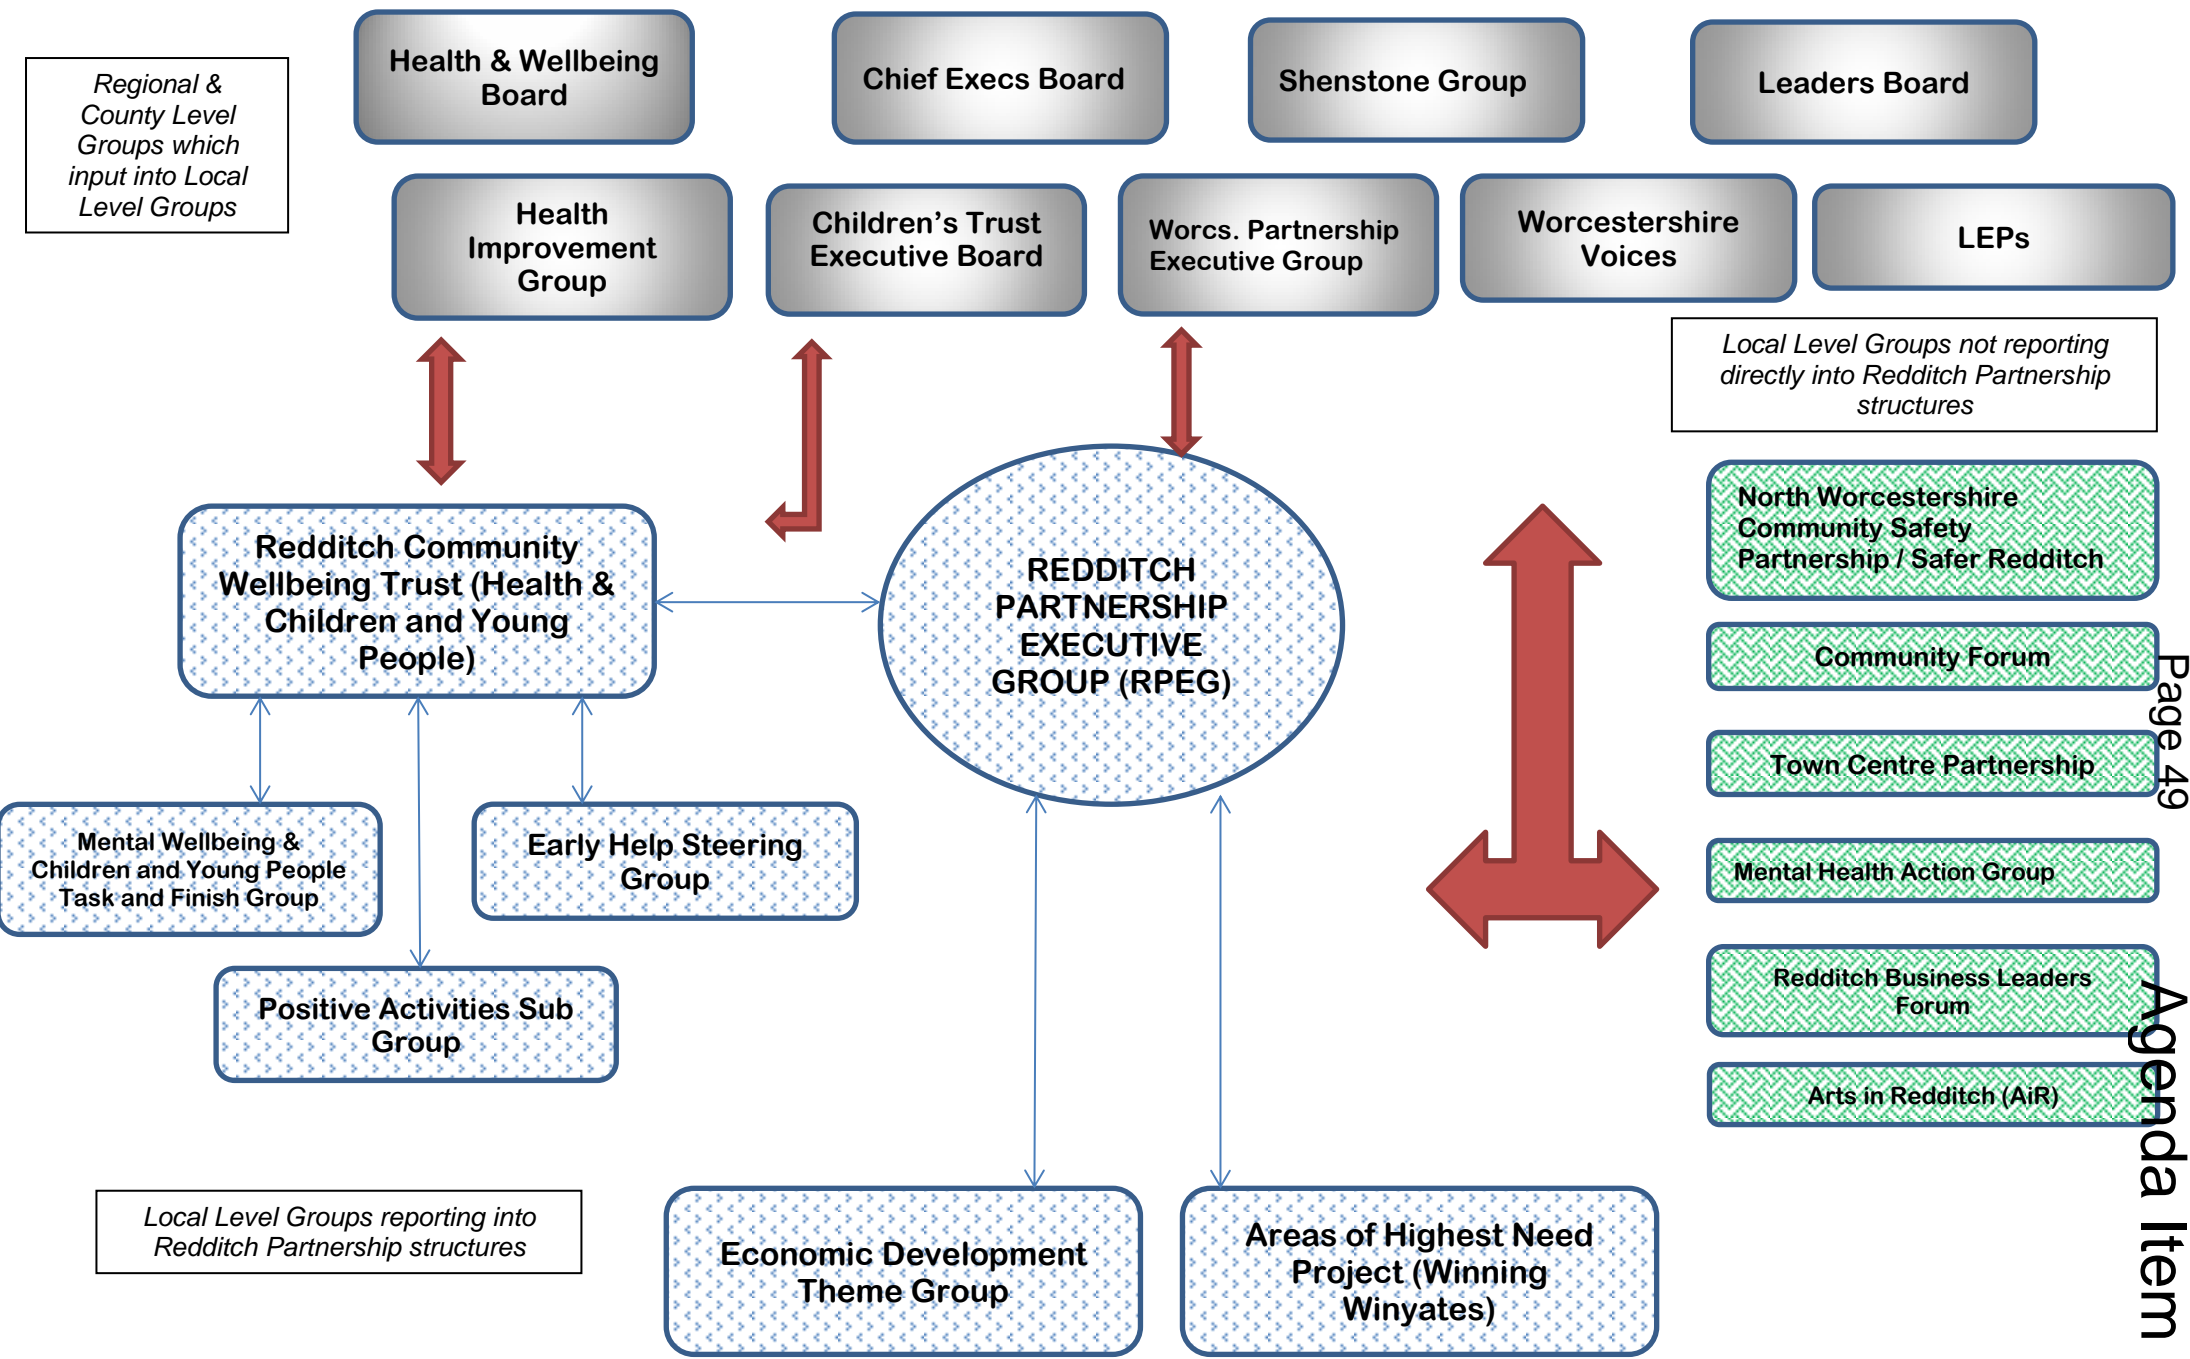 Regional &
County Level
Groups which
input into Local
Level Groups
Health & Wellbeing
Board
Chief Execs Board
Shenstone Group
Leaders Board
Health
Improvement
Group
Children's Trust
Executive Board
Worcs. Partnership
Executive Group
Worcestershire
Voices
LEPs
Local Level Groups not reporting
directly into Redditch Partnership
structures
Redditch Community
Wellbeing Trust (Health &
Children and Young
People)
REDDITCH
PARTNERSHIP
EXECUTIVE
GROUP (RPEG)
North Worcestershire
Community Safety
Partnership / Safer Redditch
Community Forum
Town Centre Partnership
Mental Health Action Group
Redditch Business Leaders
Forum
Arts in Redditch (AiR)
Mental Wellbeing &
Children and Young People
Task and Finish Group
Early Help Steering
Group
Positive Activities Sub
Group
Local Level Groups reporting into
Redditch Partnership structures
Economic Development
Theme Group
Areas of Highest Need
Project (Winning
Winyates)
Page 49
Agenda Item